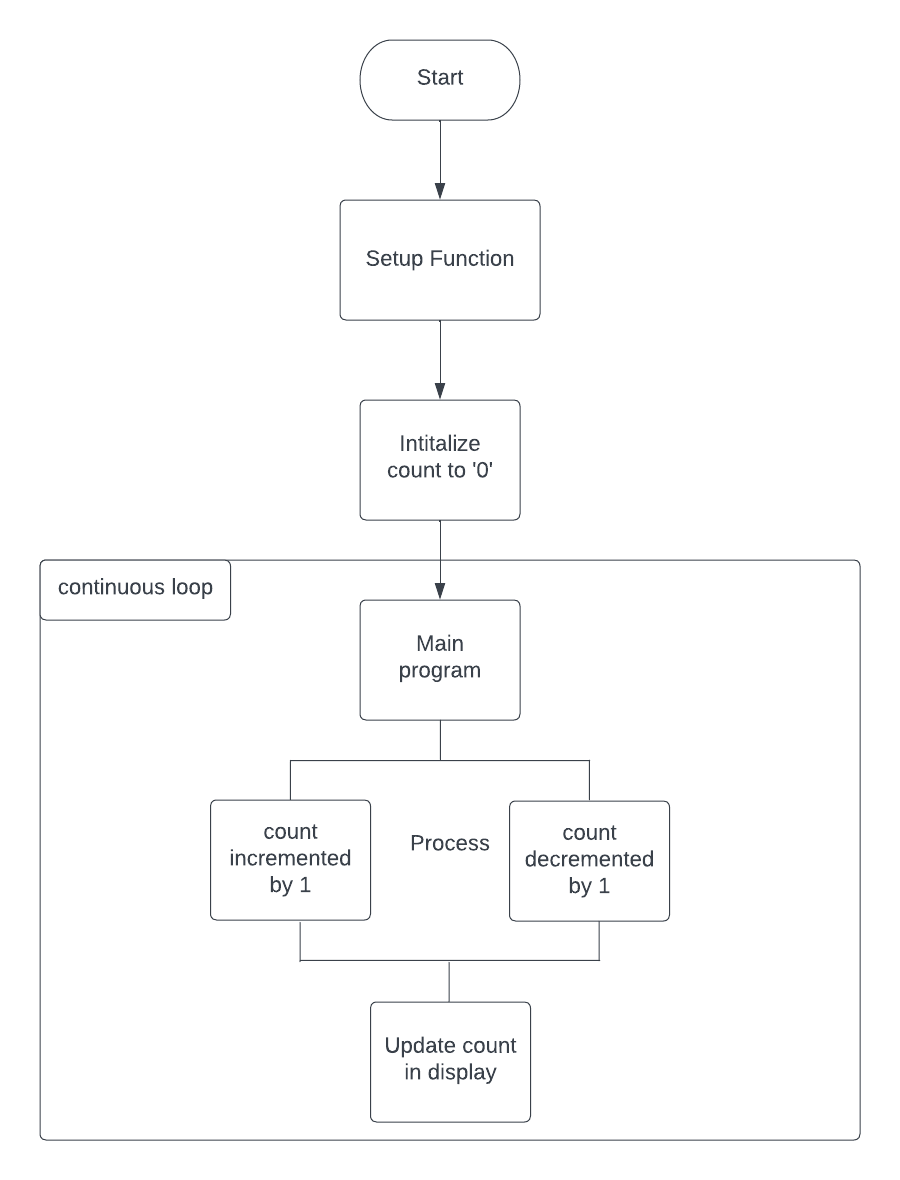 Start
Setup Function
Intitalize
count to '0'
continuous loop
Main
program
count
incremented
by 1
Process
count
decremented
by 1
Update count
in display